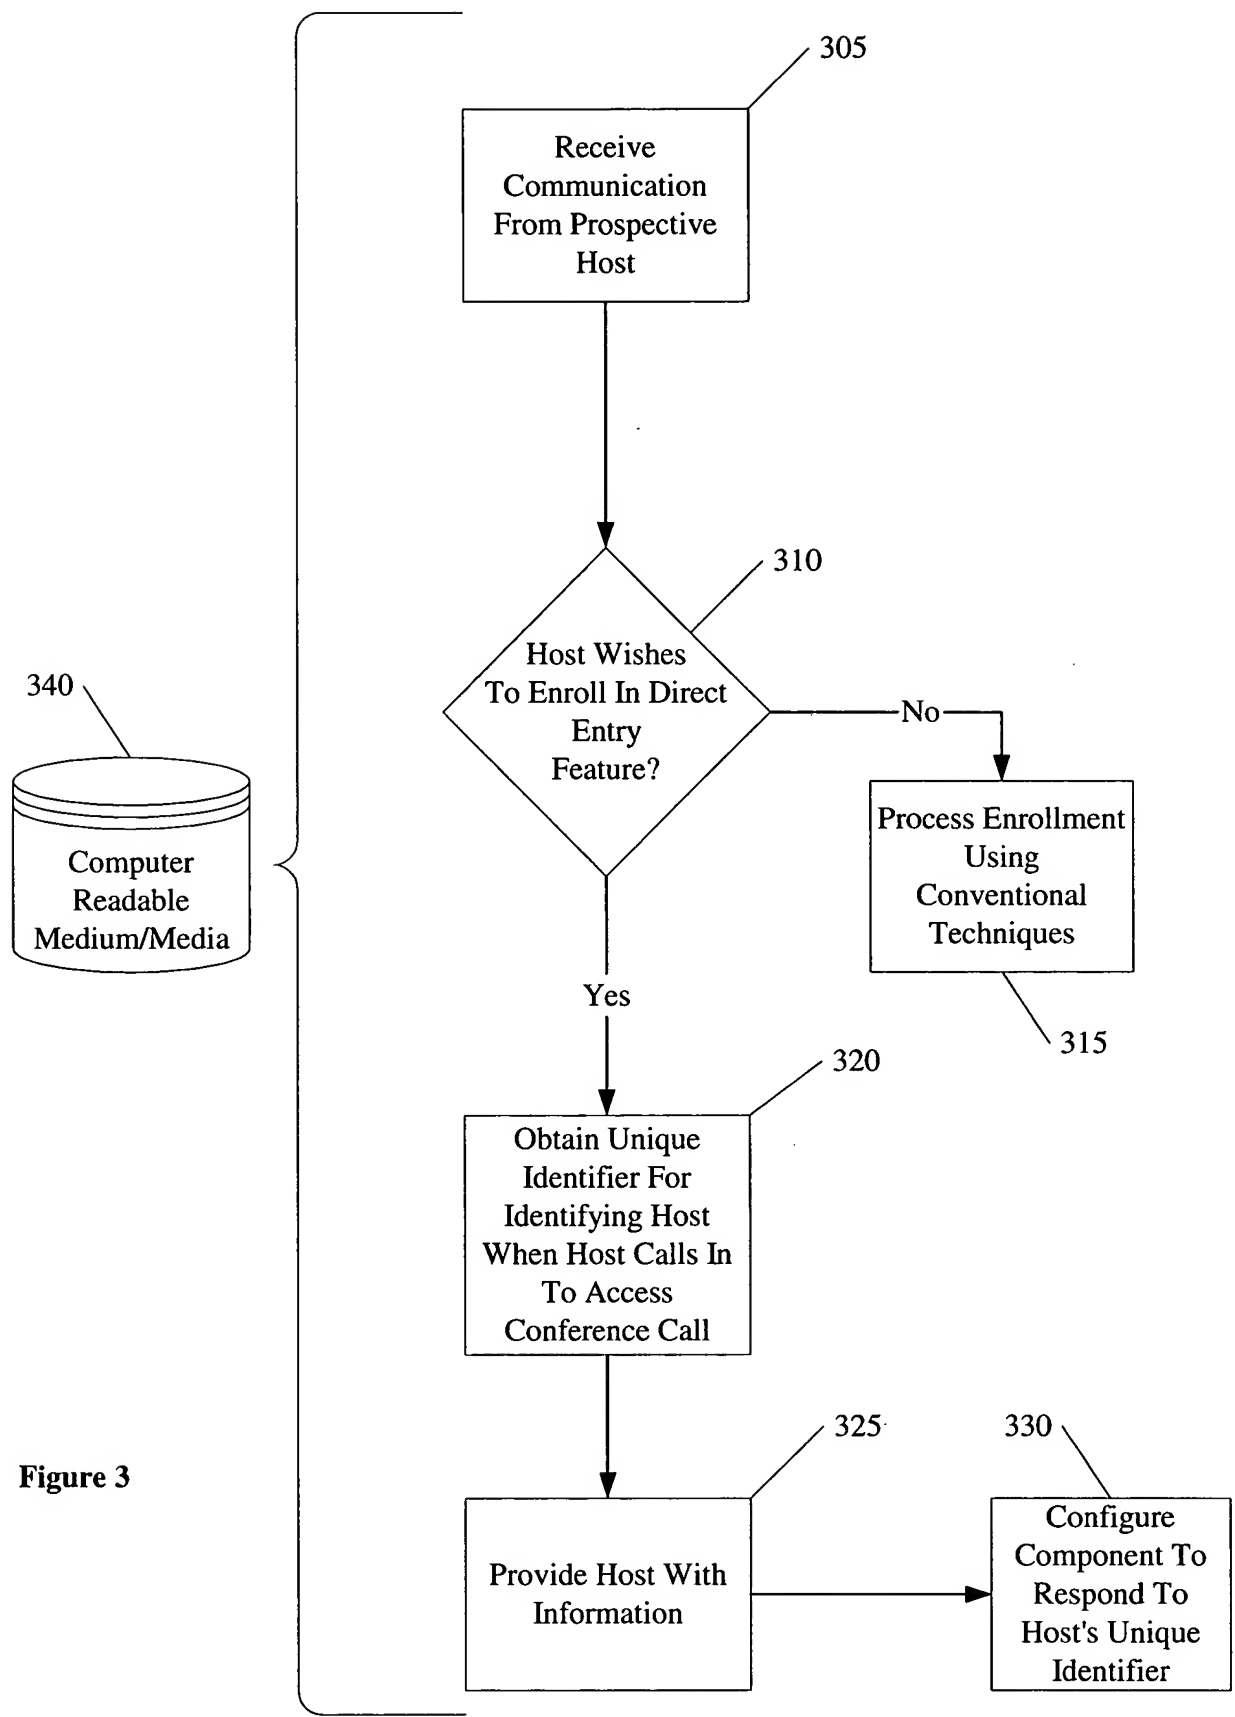 305
Receive
Communication
From Prospective
Host
310
Host Wishes
To Enroll In Direct
Entry
Feature?
No
340
Computer
Readable
Medium/Media
Process Enrollment
Using
Conventional
Techniques
315
Yes
320
Obtain Unique
Identifier For
Identifying Host
When Host Calls In
To Access
Conference Call
325
330
Figure 3
Provide Host With
Information
Configure
Component To
Respond To
Host's Unique
Identifier